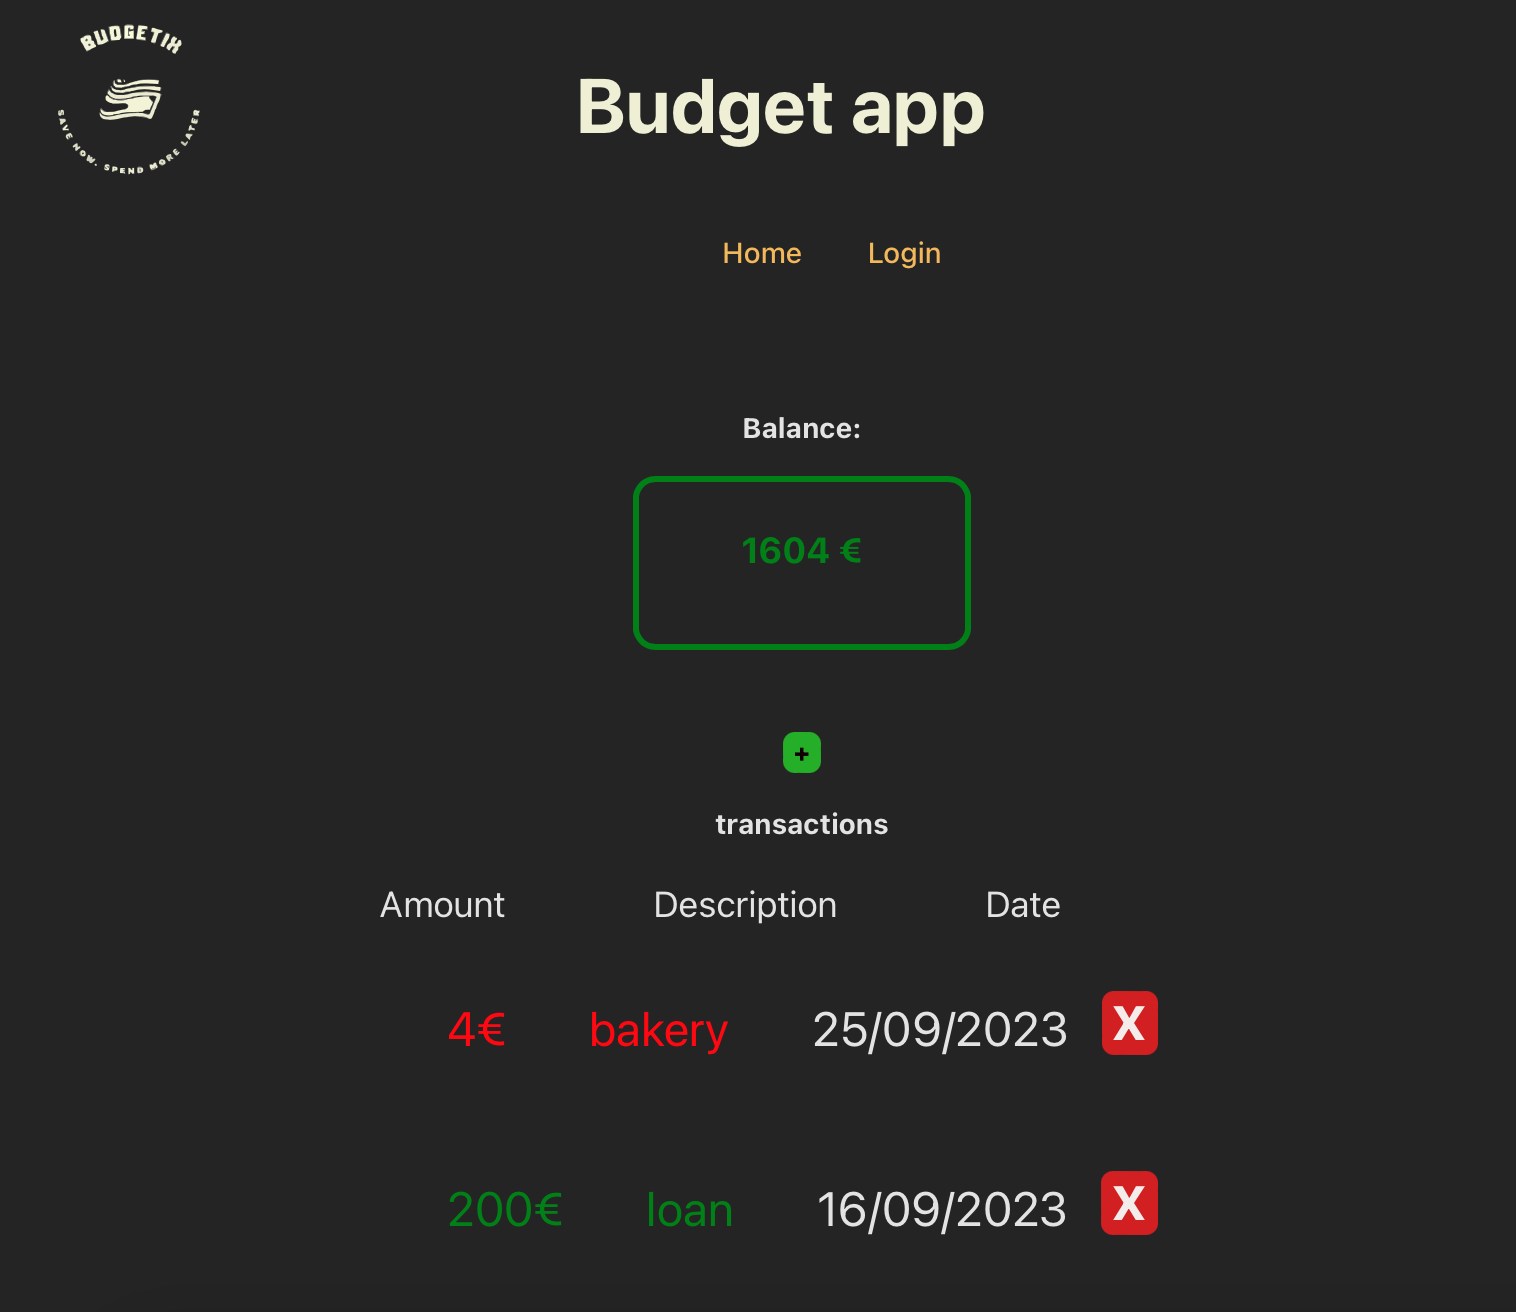 BUDGETIX
SAVE NOW. SPEND MORE LATER
Budget app
Home Login
Balance:
1604 €
+
transactions
Amount Description Date
4€ bakery 25/09/2023 X
200€ loan 16/09/2023 X